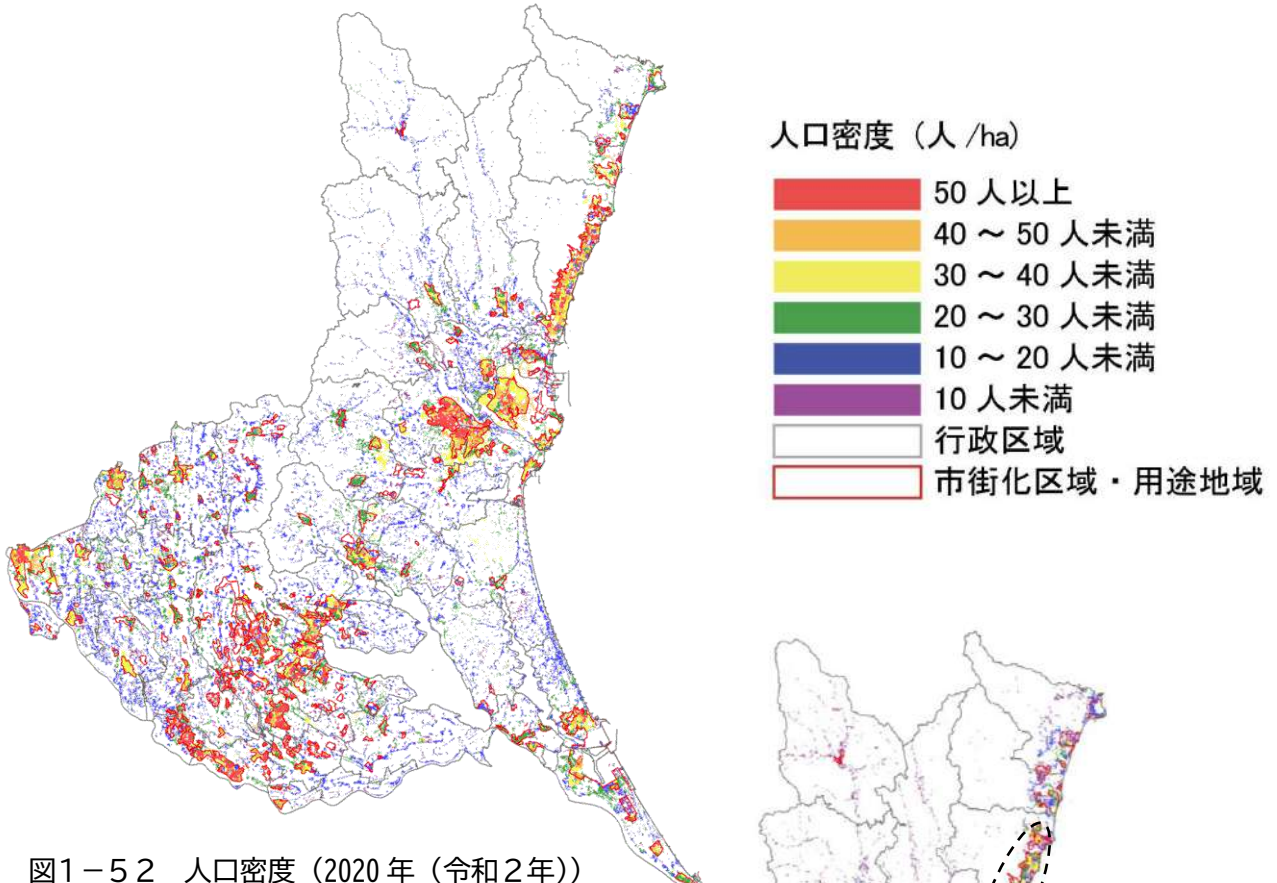 人口密度（人/ha）
50 人以上
40 ～ 50 人未満
30 ～ 40 人未満
20 ～ 30 人未満
10 ～ 20 人未満
10 人未満
行政区域
市街化区域・用途地域
図1－52　人口密度（2020 年（令和2年））